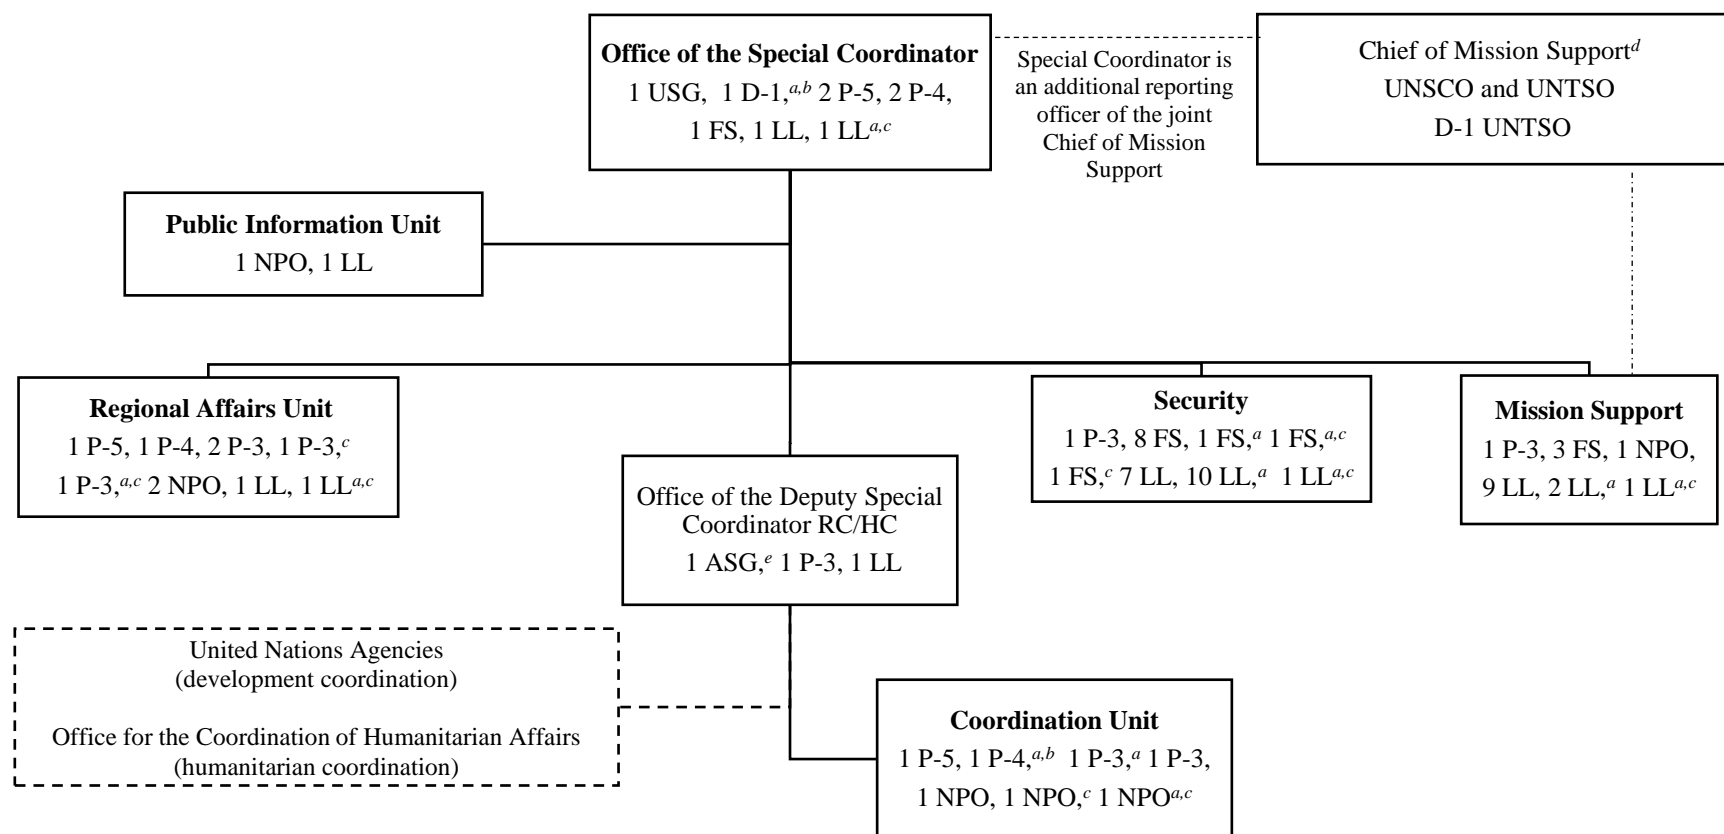 Office of the Special Coordinator
1 USG, 1 D-1,a,b 2 P-5, 2 P-4,
1 FS, 1 LL, 1 LLa,c
Special Coordinator is
an additional reporting
officer of the joint
Chief of Mission
Support
Chief of Mission Supportd
UNSCO and UNTSO
D-1 UNTSO
Public Information Unit
1 NPO, 1 LL
Regional Affairs Unit
1 P-5, 1 P-4, 2 P-3, 1 P-3,c
1 P-3,a,c 2 NPO, 1 LL, 1 LLa,c
Office of the Deputy Special
Coordinator RC/HC
1 ASG,e 1 P-3, 1 LL
Security
1 P-3, 8 FS, 1 FS,a 1 FS,a,c
1 FS,c 7 LL, 10 LL,a 1 LLa,c
Mission Support
1 P-3, 3 FS, 1 NPO,
9 LL, 2 LL,a 1 LLa,c
United Nations Agencies
(development coordination)
Office for the Coordination of Humanitarian Affairs
(humanitarian coordination)
Coordination Unit
1 P-5, 1 P-4,a,b 1 P-3,a 1 P-3,
1 NPO, 1 NPO,c 1 NPOa,c